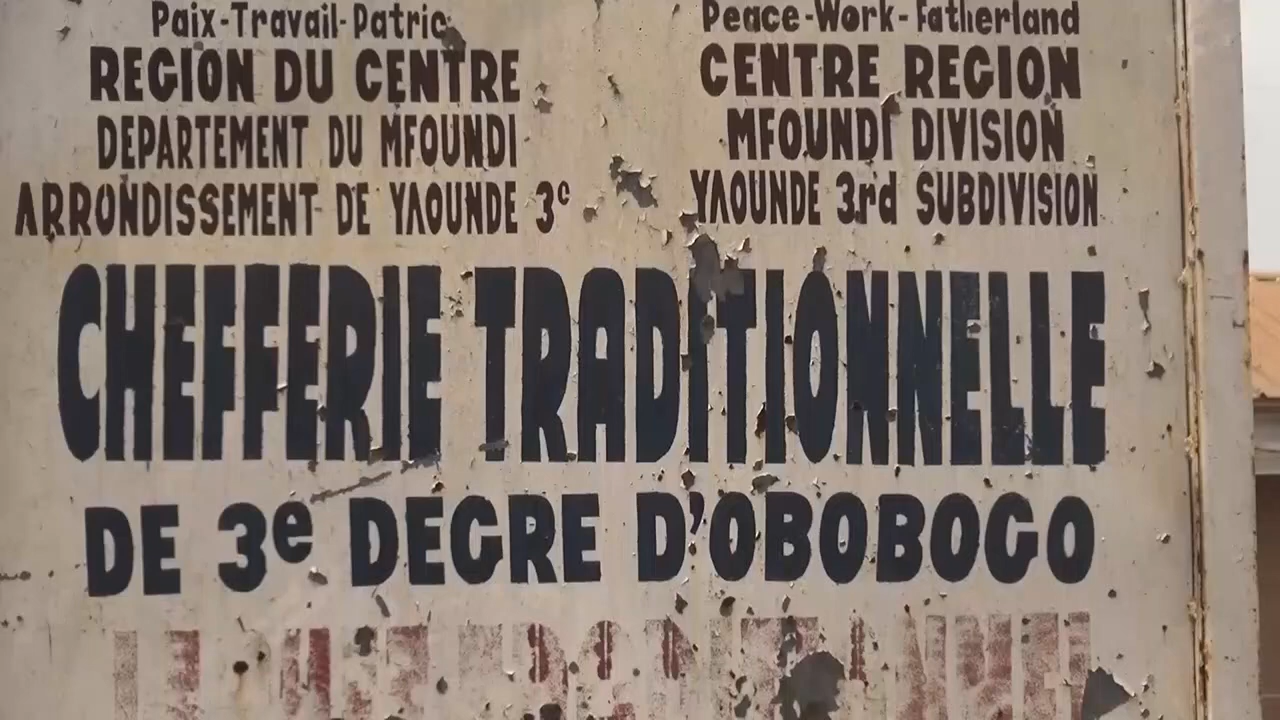 Paix-Travail-Patrie
REGION DU CENTRE
DEPARTEMENT DU MFOUNDI
ARRONDISSEMENT DE YAOUNDE 3e
Peace-Work-Fatherland
CENTRE REGION
MFOUNDI DIVISION
YAOUNDE 3rd SUBDIVISION
CHEFFERIE TRADITIONNELLE
DE 3e DEGRE D'OBOBOGO